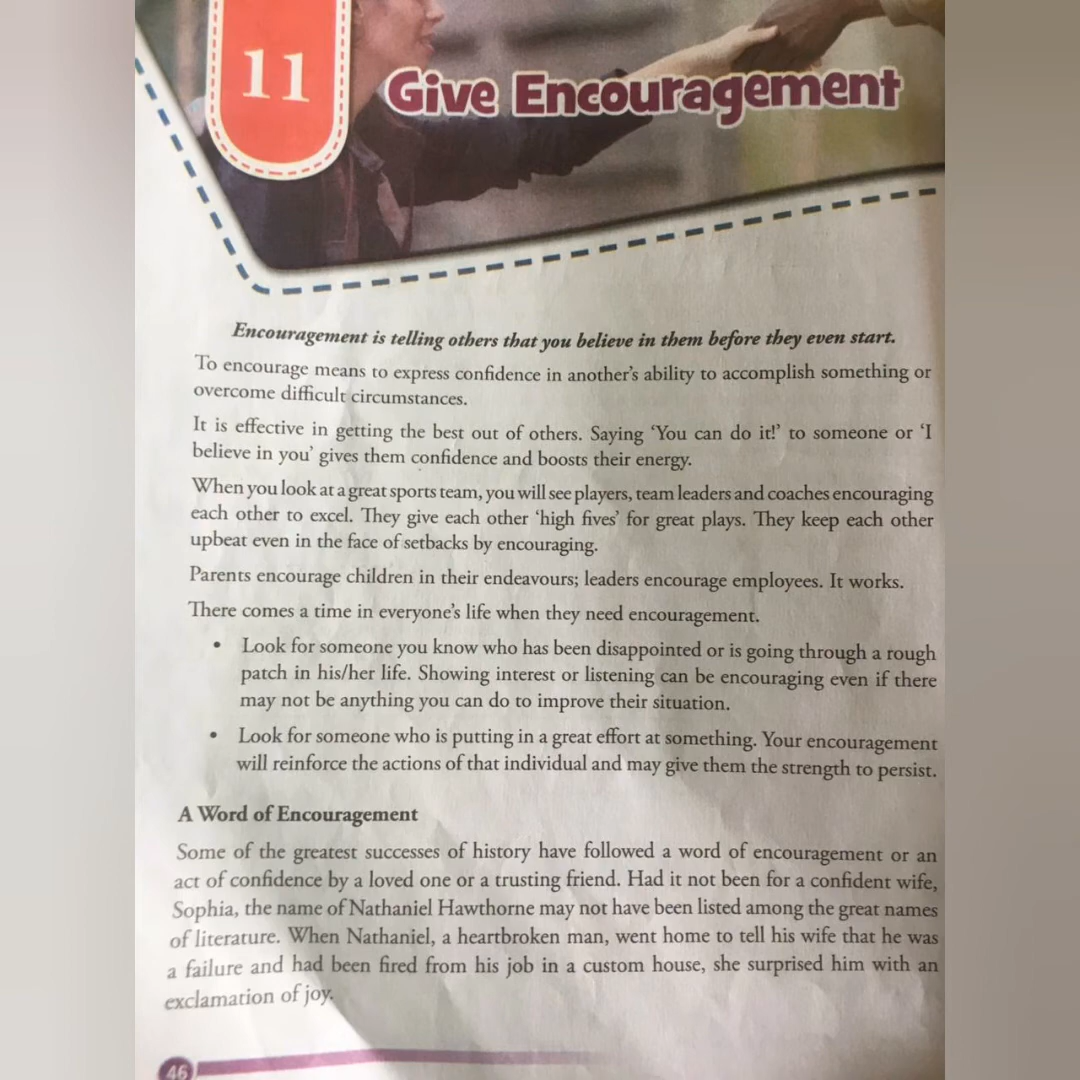 11
Give Encouragement
Encouragement is telling others that you believe in them before they even start.
To encourage means to express confidence in another's ability to accomplish something or
overcome difficult circumstances.
It is effective in getting the best out of others. Saying 'You can do it!' to someone or 'I
believe in you' gives them confidence and boosts their energy.
When you look at a great sports team, you will see players, team leaders and coaches encouraging
each other to excel. They give each other 'high fives' for great plays. They keep each other
upbeat even in the face of setbacks by encouraging.
Parents encourage children in their endeavours; leaders encourage employees. It works.
There comes a time in everyone's life when they need encouragement.
• Look for someone you know who has been disappointed or is going through a rough
patch in his/her life. Showing interest or listening can be encouraging even if there
may not be anything you can do to improve their situation.
• Look for someone who is putting in a great effort at something. Your encouragement
will reinforce the actions of that individual and may give them the strength to persist.
A Word of Encouragement
Some of the greatest successes of history have followed a word of encouragement or an
act of confidence by a loved one or a trusting friend. Had it not been for a confident wife,
Sophia, the name of Nathaniel Hawthorne may not have been listed among the great names
of literature. When Nathaniel, a heartbroken man, went home to tell his wife that he was
a failure and had been fired from his job in a custom house, she surprised him with an
exclamation of joy.
46